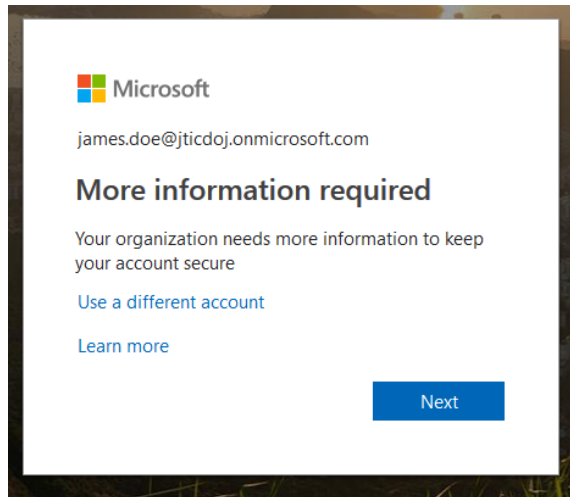 Microsoft
james.doe@jticdoj.onmicrosoft.com
More information required
Your organization needs more information to keep
your account secure
Use a different account
Learn more
Next